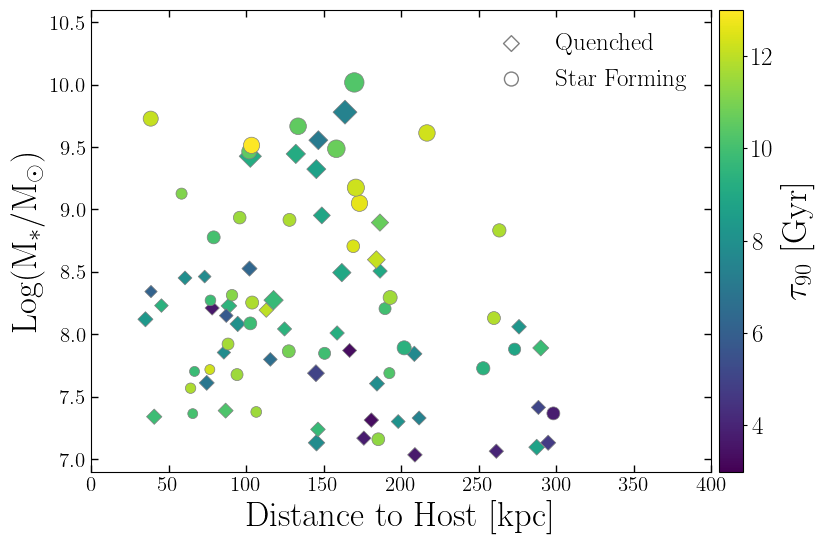 10.5
10.0
9.5
9.0
8.5
8.0
7.5
7.0
Log(M*/M⊙)
Quenched
Star Forming
0 50 100 150 200 250 300 350 400
Distance to Host [kpc]
12
10
8
6
4
τ90 [Gyr]